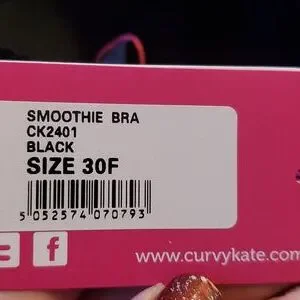 SMOOTHIE BRA
CK2401
BLACK
SIZE 30F
5 052574 070793
www.curvykate.com